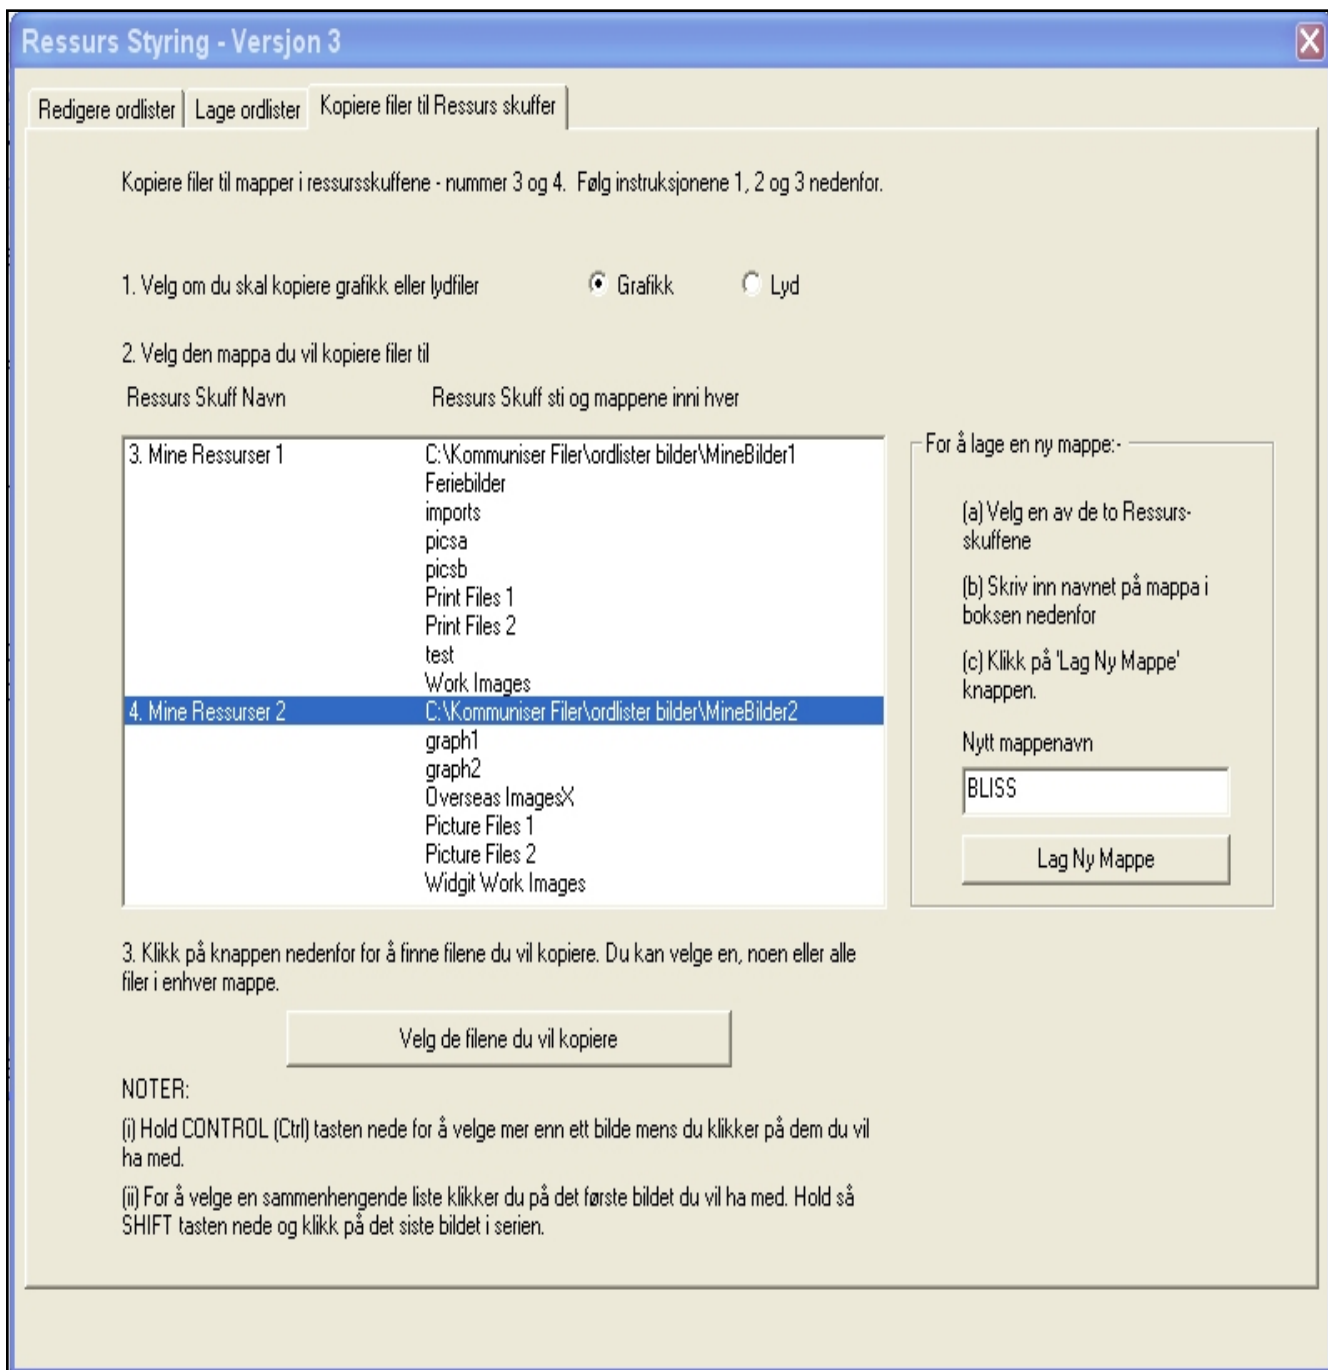 Ressurs Styring - Versjon 3
Redigere ordlister
Lage ordlister
Kopiere filer til Ressurs skuffer
Kopiere filer til mapper i ressursskuffene - nummer 3 og 4.  Følg instruksjonene 1, 2 og 3 nedenfor.
1. Velg om du skal kopiere grafikk eller lydfiler
Grafikk
Lyd
2. Velg den mappa du vil kopiere filer til
Ressurs Skuff Navn
Ressurs Skuff sti og mappene inni hver
3. Mine Ressurser 1
C:\Kommuniser Filer\ordlister bilder\MineBilder1
Feriebilder
imports
picsa
picsb
Print Files 1
Print Files 2
test
Work Images
4. Mine Ressurser 2
C:\Kommuniser Filer\ordlister bilder\MineBilder2
graph1
graph2
Overseas ImagesX
Picture Files 1
Picture Files 2
Widgit Work Images
For å lage en ny mappe:-
(a) Velg en av de to Ressurs-
skuffene
(b) Skriv inn navnet på mappa i
boksen nedenfor
(c) Klikk på 'Lag Ny Mappe'
knappen.
Nytt mappenavn
BLISS
Lag Ny Mappe
3. Klikk på knappen nedenfor for å finne filene du vil kopiere. Du kan velge en, noen eller alle
filer i enhver mappe.
Velg de filene du vil kopiere
NOTER:
(i) Hold CONTROL (Ctrl) tasten nede for å velge mer enn ett bilde mens du klikker på dem du vil
ha med.
(ii) For å velge en sammenhengende liste klikker du på det første bildet du vil ha med. Hold så
SHIFT tasten nede og klikk på det siste bildet i serien.